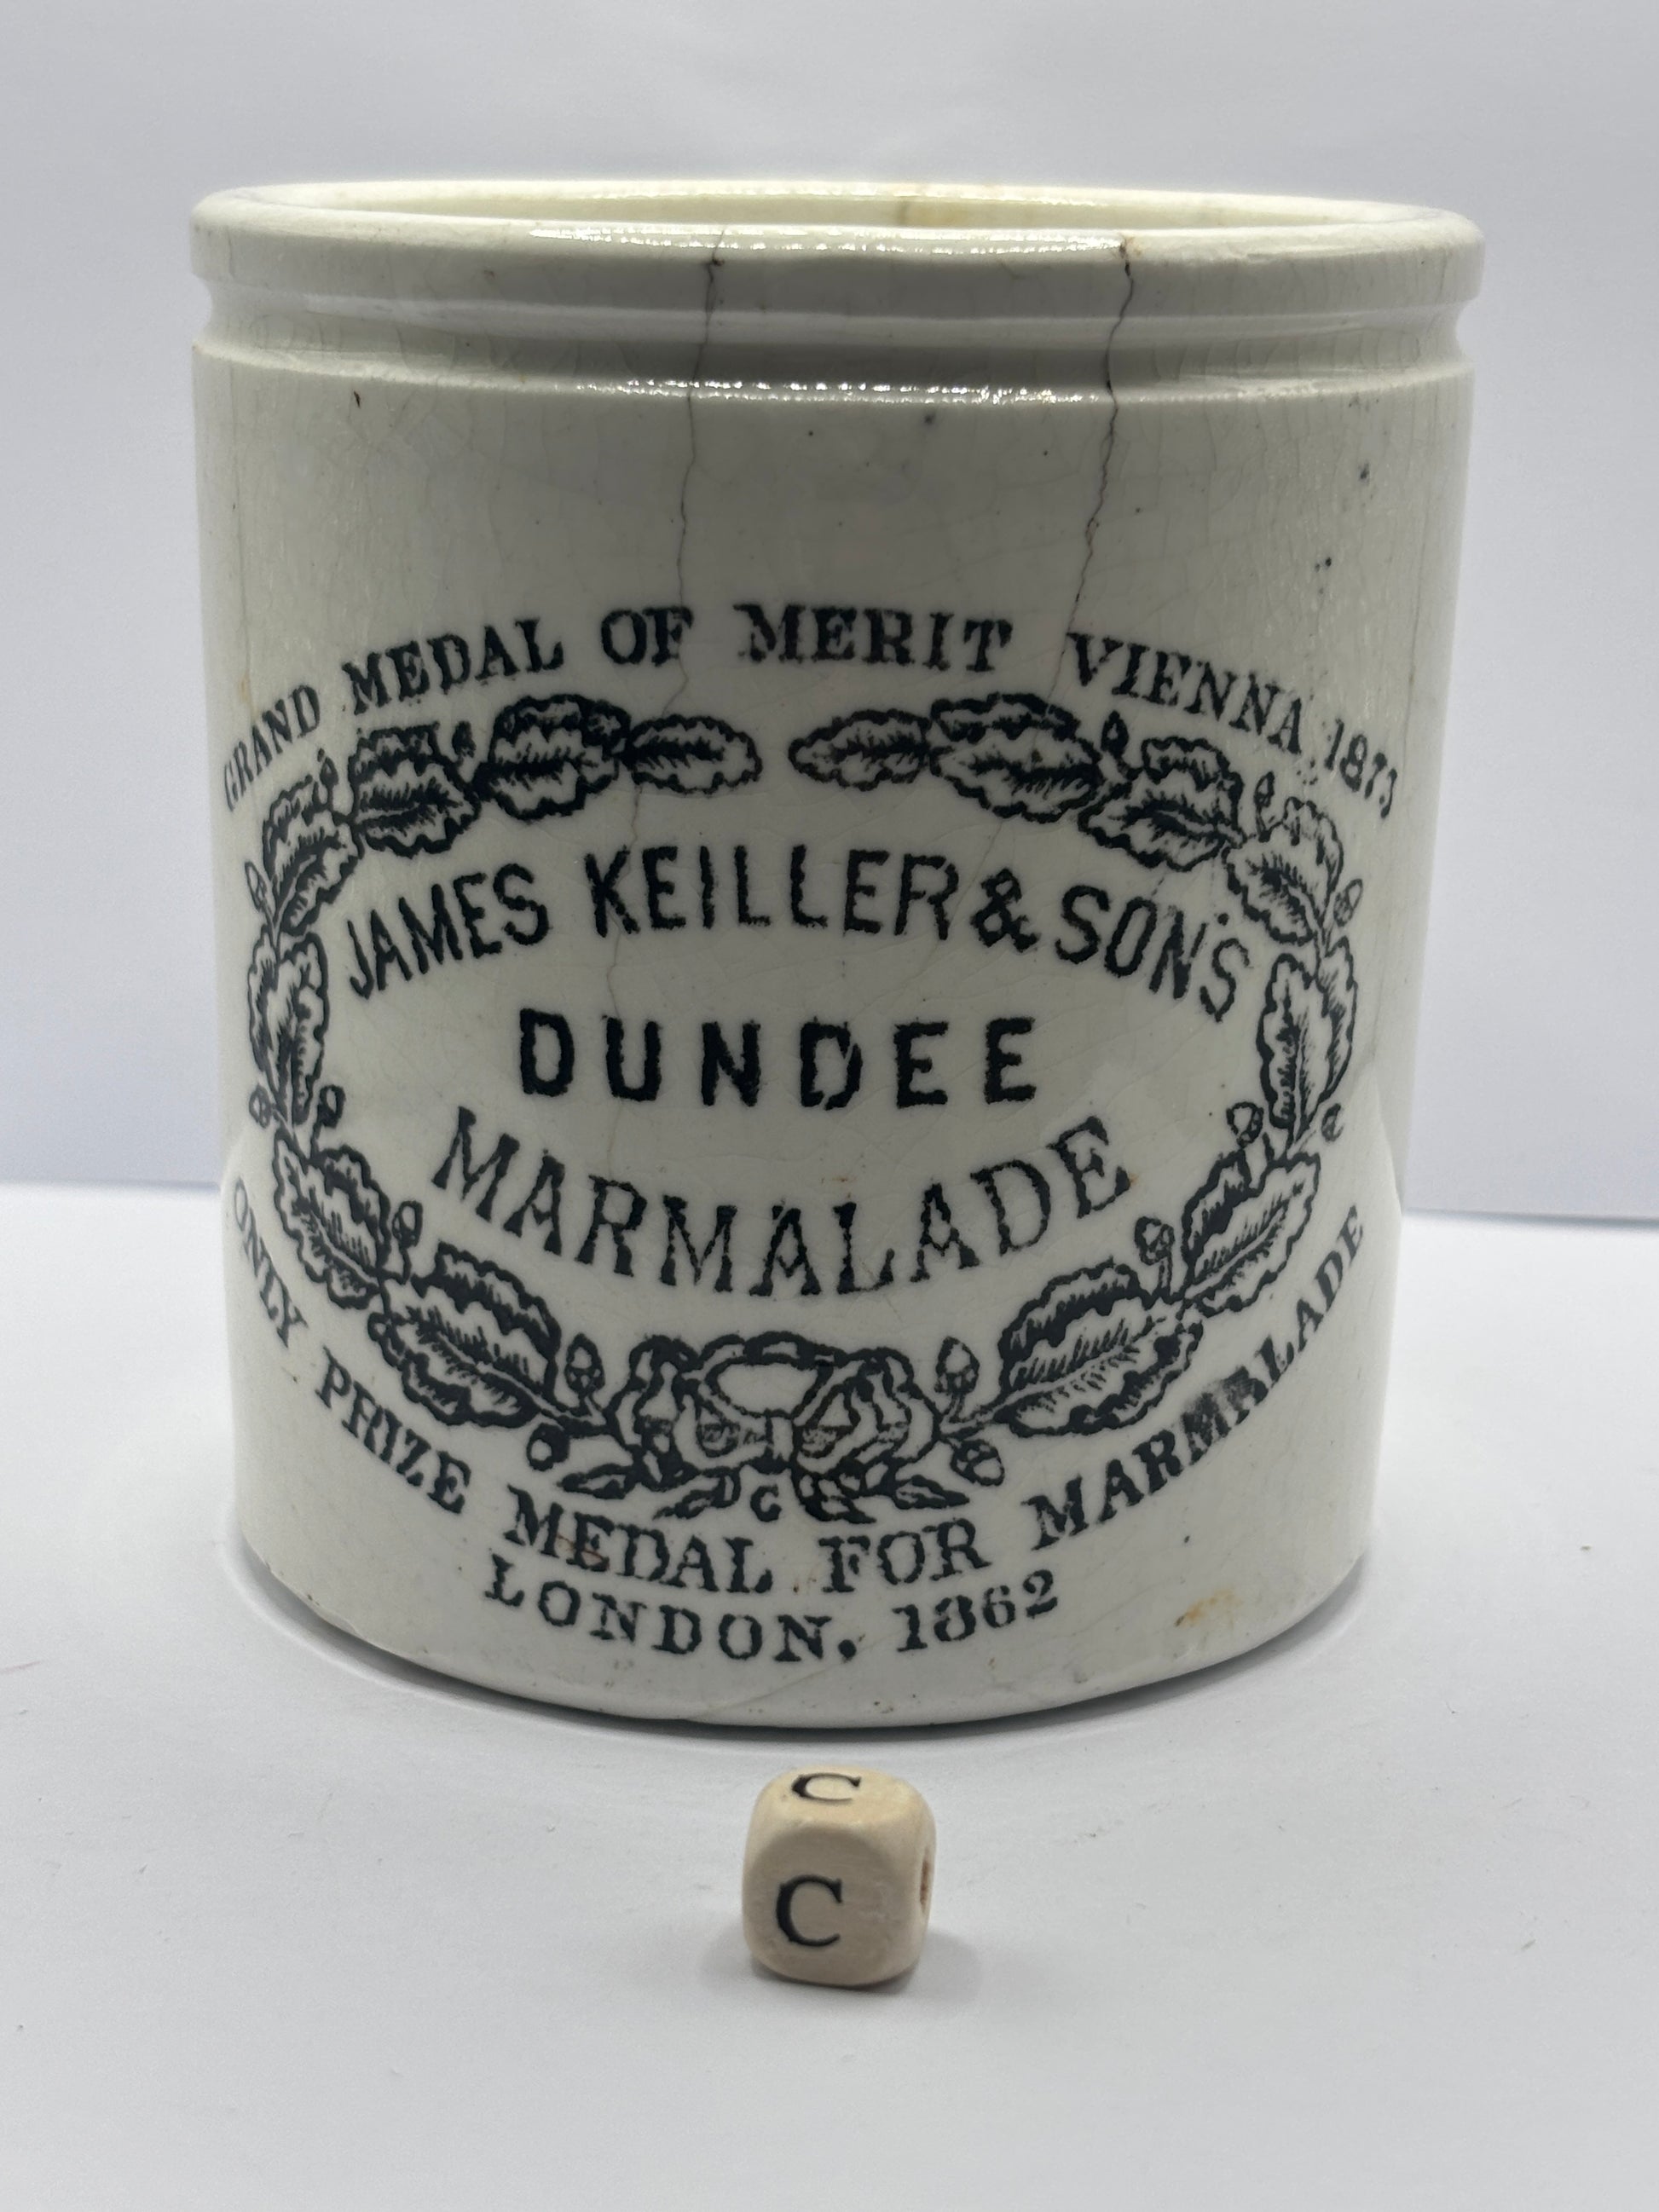 GRAND MEDAL OF MERIT VIENNA 1873
JAMES KEILLER & SON'S
DUNDEE
MARMALADE
ONLY PRIZE MEDAL FOR MARMALADE
C
LONDON, 1862
C
C